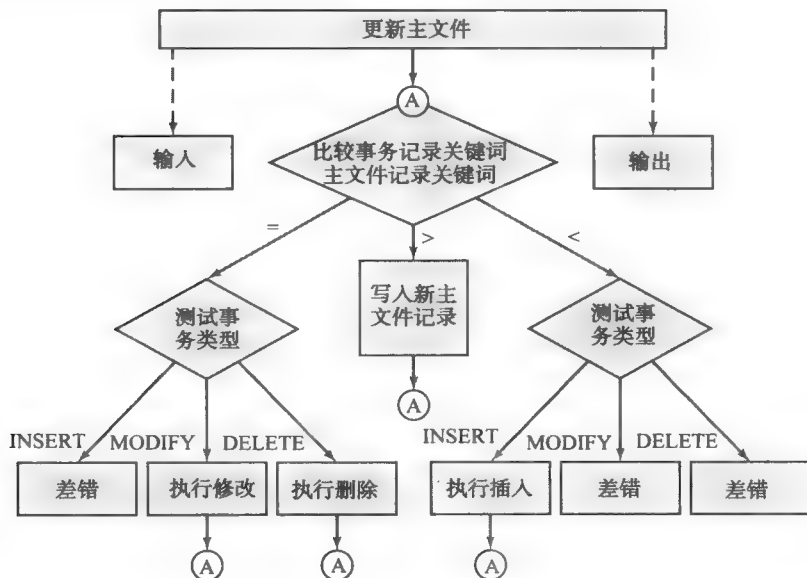 更新主文件
A
输入
比较事务记录关键词
主文件记录关键词
输出
=
>
<
测试事
务类型
写入新主
文件记录
测试事
务类型
A
INSERT
MODIFY
DELETE
INSERT
MODIFY
DELETE
差错
执行修改
执行删除
执行插入
差错
差错
A
A
A